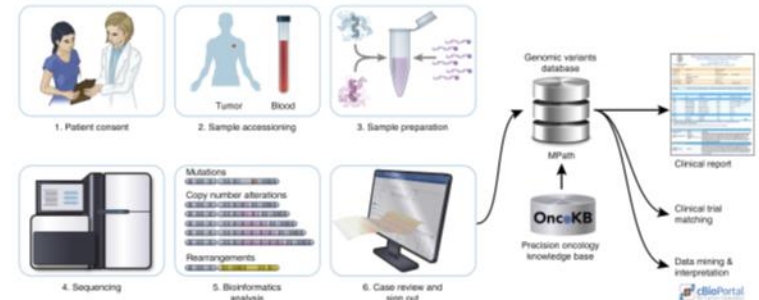 Tumor Blood
1. Patient consent
2. Sample accessioning
3. Sample preparation
Mutations
Copy number alterations
Rearrangements
4. Sequencing
5. Bioinformatics
analysis
6. Case review and
sign out
Genomic variants
database
MPath
OncoKB
Precision oncology
knowledge base
Clinical report
Clinical trial
matching
Data mining &
interpretation
cBioPortal